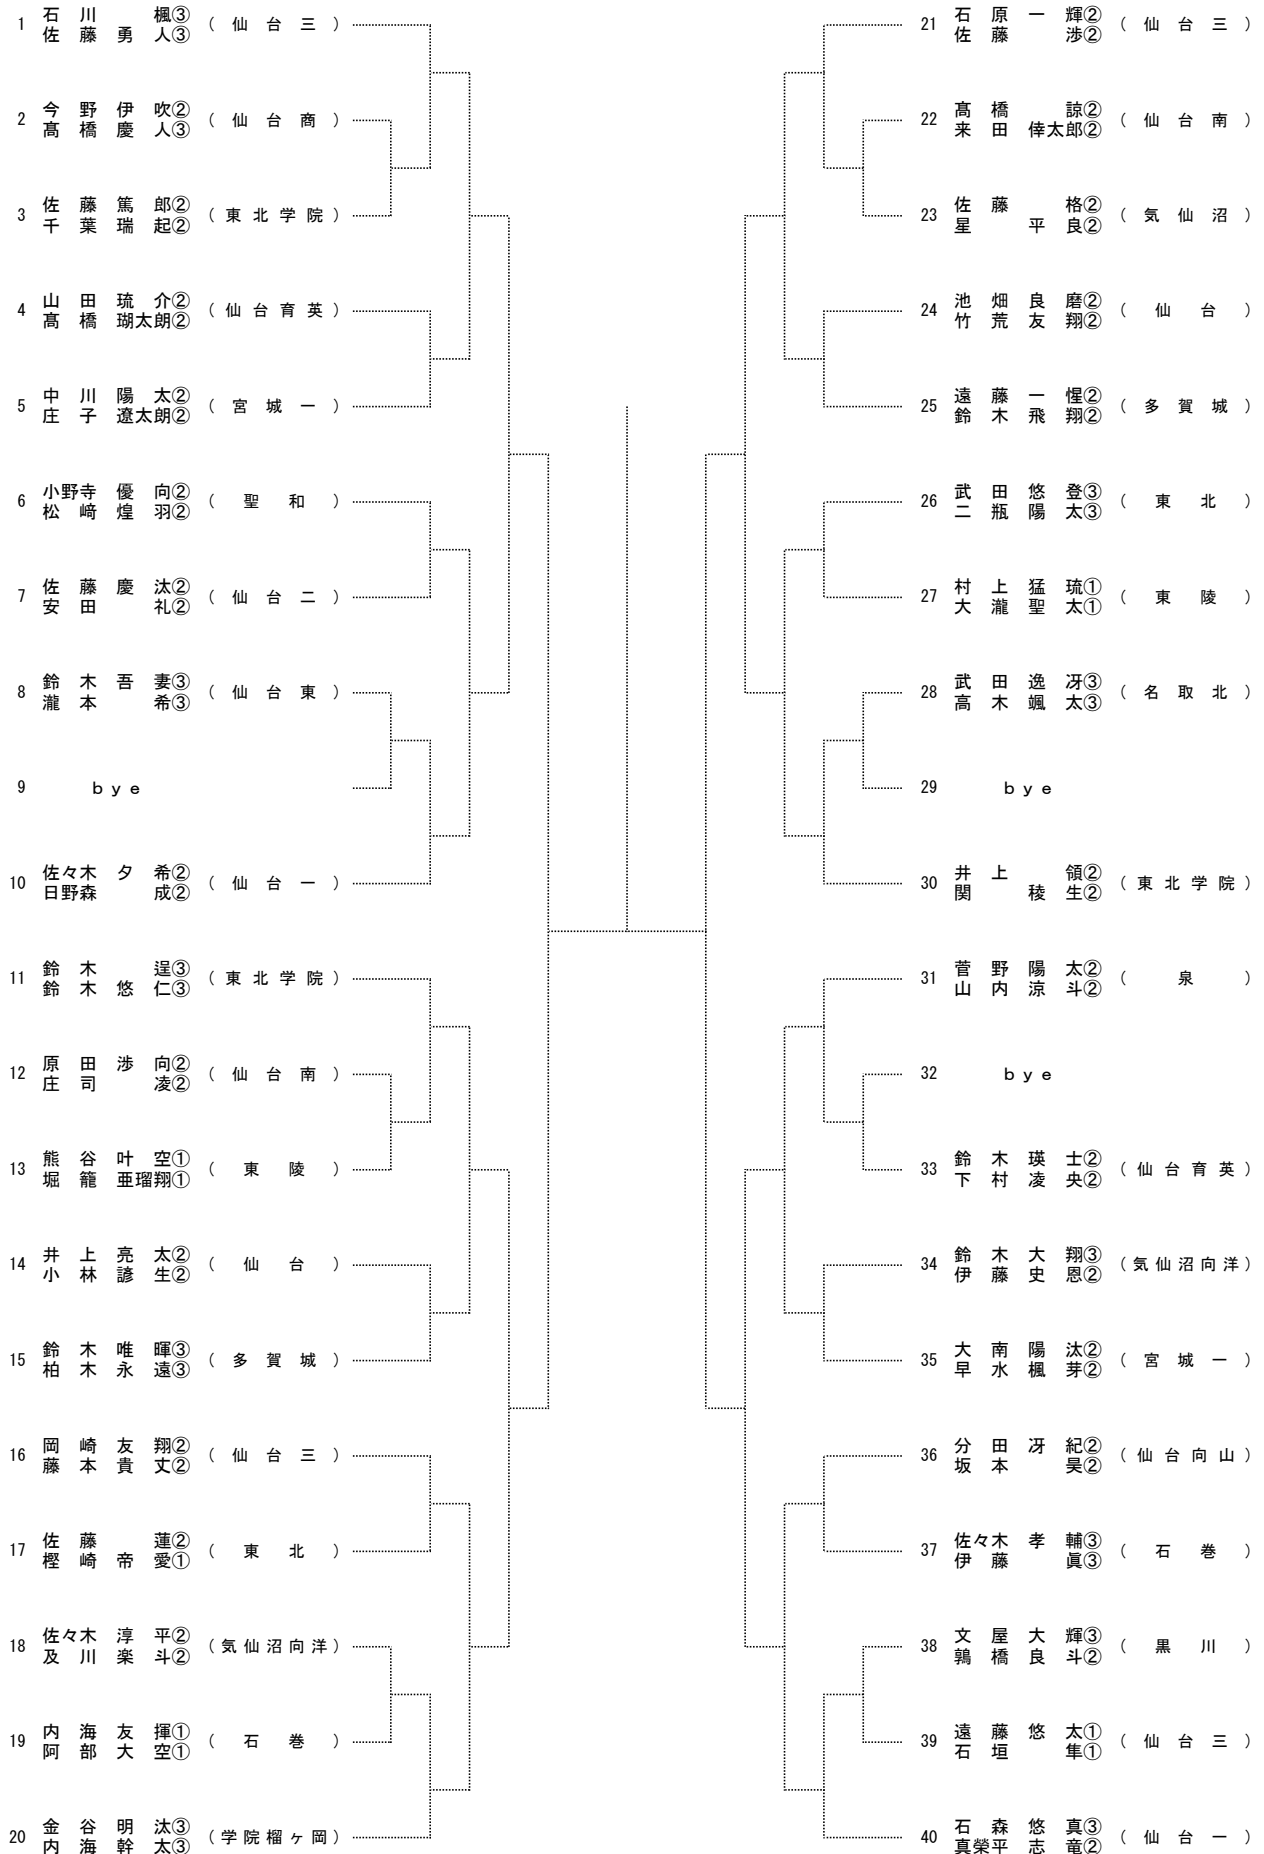 石川　楓③
1 （仙台三）
佐藤勇人③
今野伊吹②
2 （仙台商）
髙橋慶人③
佐藤篤郎②
3 （東北学院）
千葉瑞起②
山田琉介②
4 （仙台育英）
髙橋瑚太朗②
中川陽太②
5 （宮城一）
庄子遼太朗②
小野寺優向②
6 （聖和）
松﨑煌羽②
佐藤慶汰②
7 （仙台二）
安田　礼②
鈴木吾妻③
8 （仙台東）
瀧本　希③
9 bye
佐々木夕希②
10 （仙台一）
日野森　成②
鈴木　逞③
11 （東北学院）
鈴木悠仁③
原田渉向②
12 （仙台南）
庄司　凌②
熊谷叶空①
13 （東陵）
堀籠亜瑠翔①
井上亮太②
14 （仙台）
小林諺生②
鈴木唯暉③
15 （多賀城）
柏木永遠③
岡崎友翔②
16 （仙台三）
藤本貴丈②
佐藤　蓮②
17 （東北）
樫崎帝愛①
佐々木淳平②
18 （気仙沼向洋）
及川楽斗②
内海友揮①
19 （石巻）
阿部大空①
金谷明汰③
20 （学院榴ヶ岡）
内海幹太③
石原一輝②
21 （仙台三）
佐藤　渉②
髙橋　諒②
22 （仙台南）
来田倖太郎②
佐藤　格②
23 （気仙沼）
星　平良②
池畑良磨②
24 （仙台）
竹荒友翔②
遠藤一惺②
25 （多賀城）
鈴木飛翔②
武田悠登③
26 （東北）
二瓶陽太③
村上猛琉①
27 （東陵）
大瀧聖太①
武田逸冴③
28 （名取北）
高木颯太③
29 bye
井上　領②
30 （東北学院）
関　稜生②
菅野陽太②
31 （泉）
山内涼斗②
32 bye
鈴木瑛士②
33 （仙台育英）
下村凌央②
鈴木大翔③
34 （気仙沼向洋）
伊藤史恩②
大南陽汰②
35 （宮城一）
早水楓芽②
分田冴紀②
36 （仙台向山）
坂本　昊②
佐々木孝輔③
37 （石巻）
伊藤　眞③
文屋大輝③
38 （黒川）
鶉橋良斗②
遠藤悠太①
39 （仙台三）
石垣　隼①
石森悠真③
40 （仙台一）
真榮平志竜②